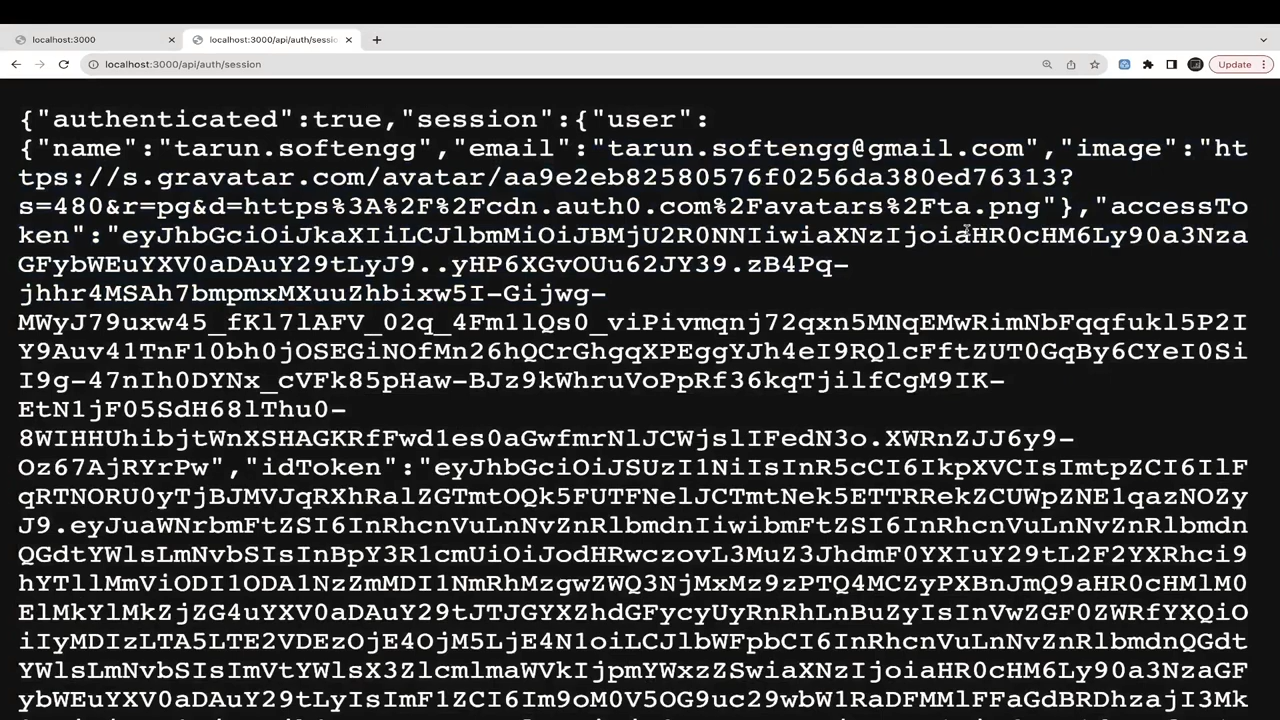 localhost:3000
localhost:3000/api/auth/sessio
localhost:3000/api/auth/session
Update
{"authenticated":true,"session":{"user":
{"name":"tarun.softengg","email":"tarun.softengg@gmail.com","image":"ht
tps://s.gravatar.com/avatar/aa9e2eb82580576f0256da380ed76313?
s=480&r=pg&d=https%3A%2F%2Fcdn.auth0.com%2Favatars%2Fta.png"},"accessTo
ken":"eyJhbGciOiJkaXIiLCJlbmMiOiJBMjU2R0NNIiwiaXNzIjoiaHR0cHM6Ly90a3Nza
GFybWEuYXV0aDAuY29tLyJ9..yHP6XGvOUu62JY39.zB4Pq-
jhhr4MSAh7bmpmxMXuuZhbixw5I-Gijwg-
MWyJ79uxw45_fKl7lAFV_02q_4Fm1lQs0_viPivmqnj72qxn5MNqEMwRimNbFqqfukl5P2I
Y9Auv41TnF10bh0jOSEGiNOfMn26hQCrGhgqXPEggYJh4eI9RQlcFftZUT0GqBy6CYeI0Si
I9g-47nIh0DYNx_cVFk85pHaw-BJz9kWhruVoPpRf36kqTjilfCgM9IK-
EtN1jF05SdH68lThu0-
8WIHHUhibjtWnXSHAGKRfFwd1es0aGwfmrNlJCWjslIFedN3o.XWRnZJJ6y9-
Oz67AjRYrPw","idToken":"eyJhbGciOiJSUzI1NiIsInR5cCI6IkpXVCIsImtpZCI6IlF
qRTNORU0yTjBJMVJqRXhRalZGTmtOQk5FUTFNelJCTmtNek5ETTRRekZCUWpZNE1qazNOZy
J9.eyJuaWNrbmFtZSI6InRhcnVuLnNvZnRlbmdnIiwibmFtZSI6InRhcnVuLnNvZnRlbmdn
QGdtYWlsLmNvbSIsInBpY3R1cmUiOiJodHRwczovL3MuZ3JhdmF0YXIuY29tL2F2YXRhci9
hYTllMmViODI1ODA1NzZmMDI1NmRhMzgwZWQ3NjMxMz9zPTQ4MCZyPXBnJmQ9aHR0cHMlM0
ElMkYlMkZjZG4uYXV0aDAuY29tJTJGYXZhdGFycyUyRnRhLnBuZyIsInVwZGF0ZWRfYXQiO
iIyMDIzLTA5LTE2VDEzOjE4OjM5LjE4N1oiLCJlbWFpbCI6InRhcnVuLnNvZnRlbmdnQGdt
YWlsLmNvbSIsImVtYWlsX3ZlcmlmaWVkIjpmYWxzZSwiaXNzIjoiaHR0cHM6Ly90a3NzaGF
ybWEuYXV0aDAuY29tLyIsImF1ZCI6Im9oM0V5OG9uc29wbW1RaDFMMlFFaGdBRDhzajI3Mk